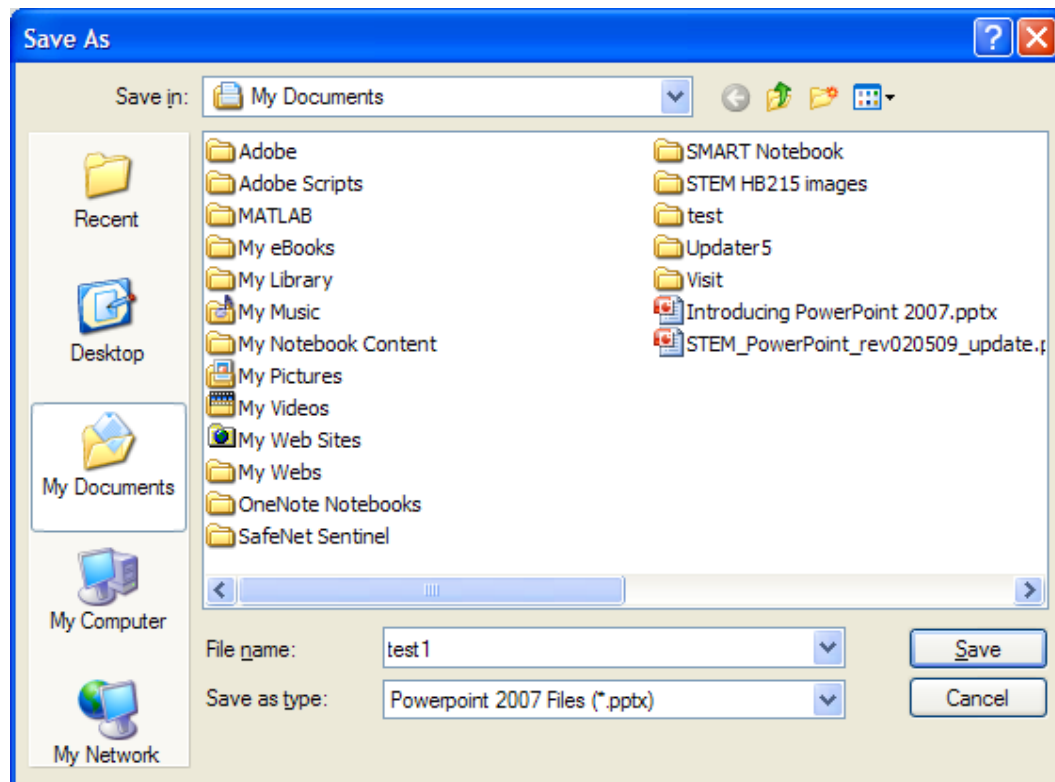 Save As
Save in:
My Documents
Recent
Desktop
My Documents
My Computer
My Network
Adobe
Adobe Scripts
MATLAB
My eBooks
My Library
My Music
My Notebook Content
My Pictures
My Videos
My Web Sites
My Webs
OneNote Notebooks
SafeNet Sentinel
SMART Notebook
STEM HB215 images
test
Updater5
Visit
Introducing PowerPoint 2007.pptx
STEM_PowerPoint_rev020509_update.p
File name:
test1
Save
Save as type:
Powerpoint 2007 Files (*.pptx)
Cancel